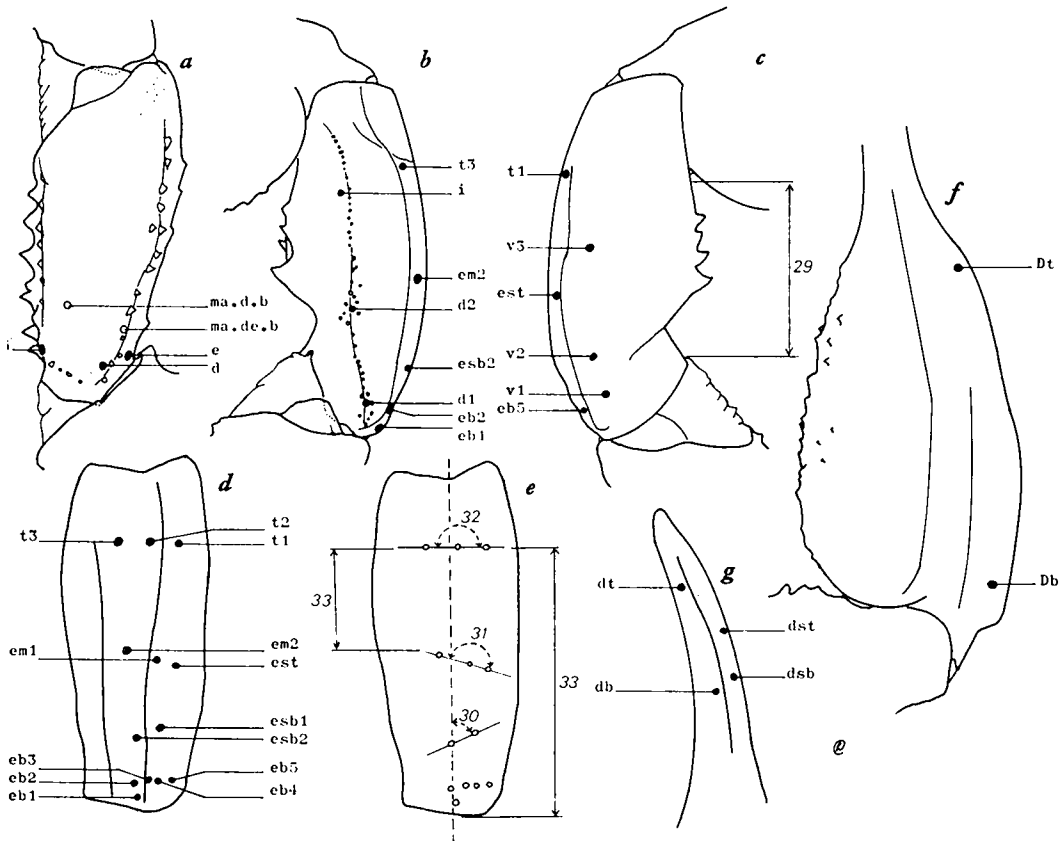 a
ma.d.b
ma.de.b
i
e
d
b
t3
i
em2
d2
esb2
d1
eb2
eb1
c
t1
v3
est
v2
v1
eb5
29
f
Dt
Db
d
t3
t2
t1
em1
em2
est
esb1
esb2
eb3
eb2
eb1
eb5
eb4
e
32
33
31
30
33
g
dt
dst
db
dsb
@